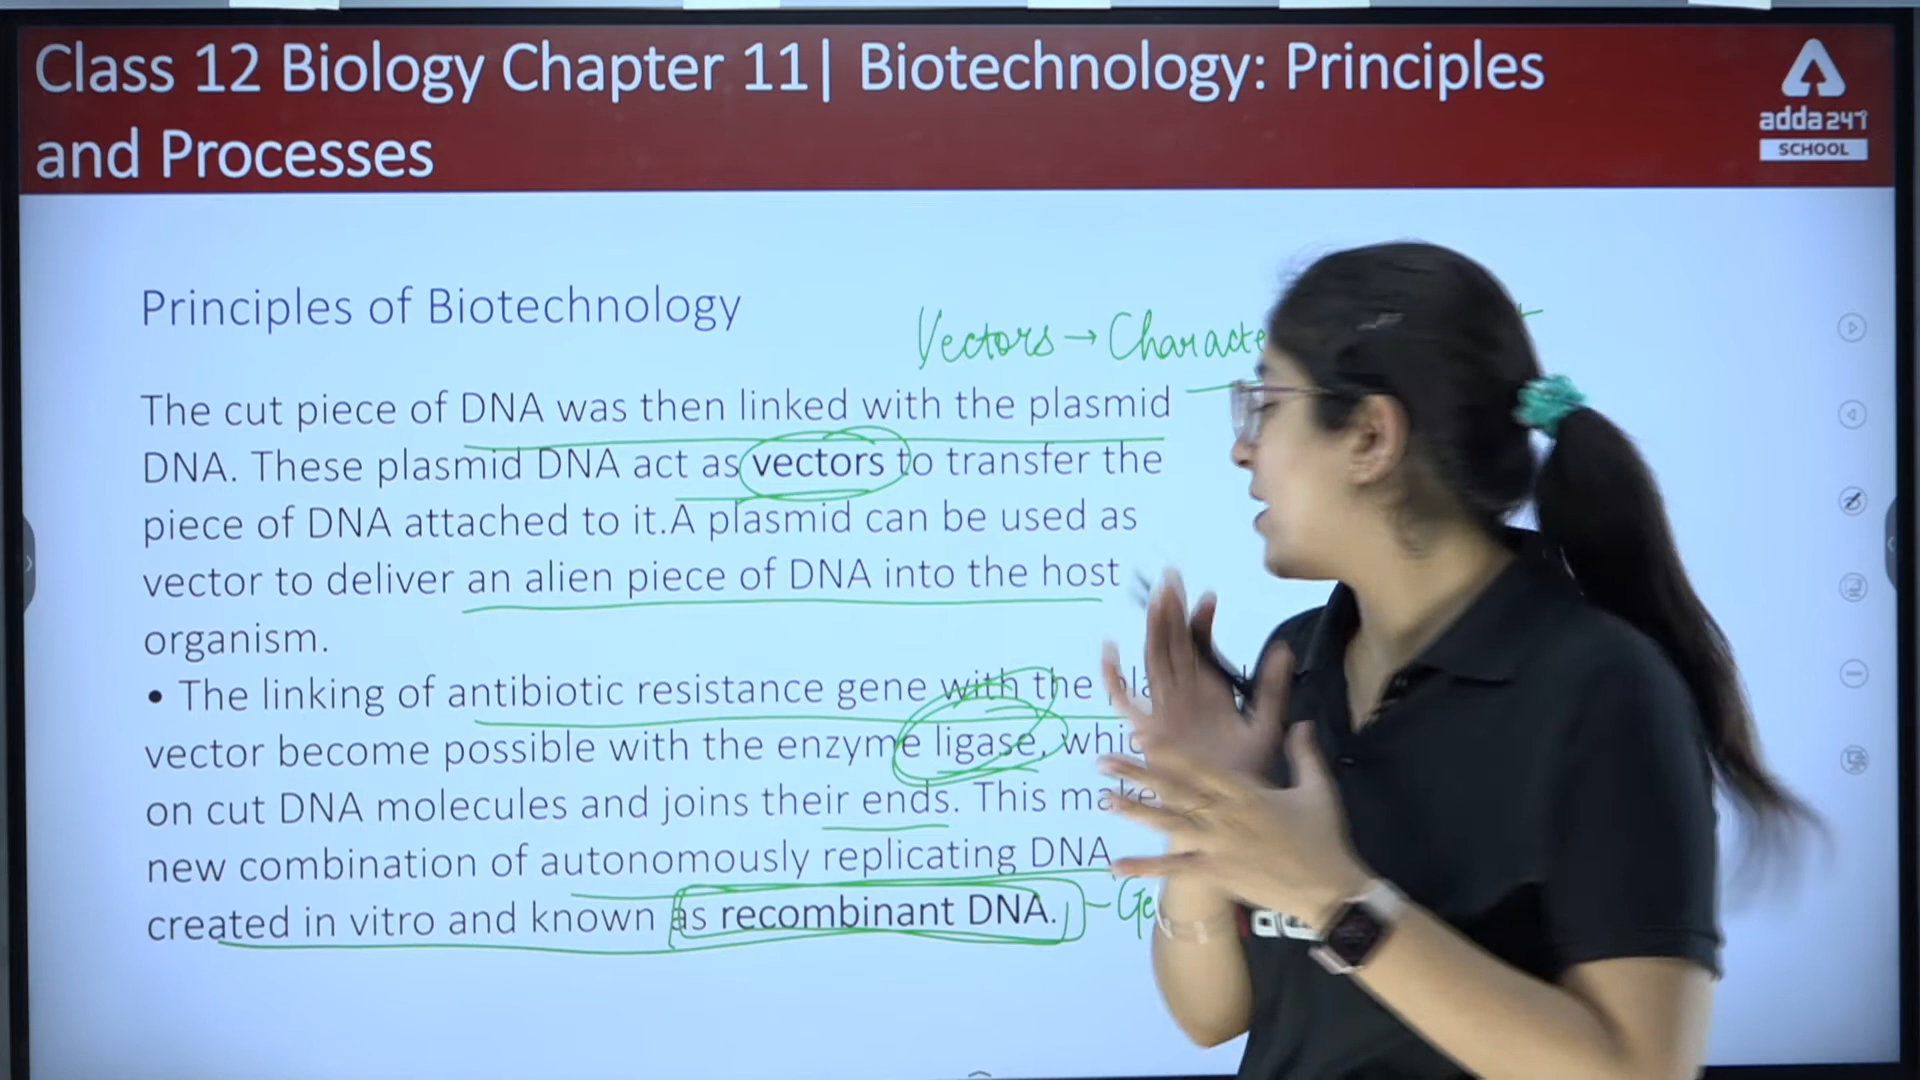 Class 12 Biology Chapter 11| Biotechnology: Principles
and Processes
adda247
SCHOOL
Principles of Biotechnology
Vectors → Characte
The cut piece of DNA was then linked with the plasmid
DNA. These plasmid DNA act as vectors to transfer the
piece of DNA attached to it.A plasmid can be used as
vector to deliver an alien piece of DNA into the host
organism.
• The linking of antibiotic resistance gene with the
vector become possible with the enzyme ligase,
on cut DNA molecules and joins their ends. This make
new combination of autonomously replicating DNA
created in vitro and known as recombinant DNA. - Ge